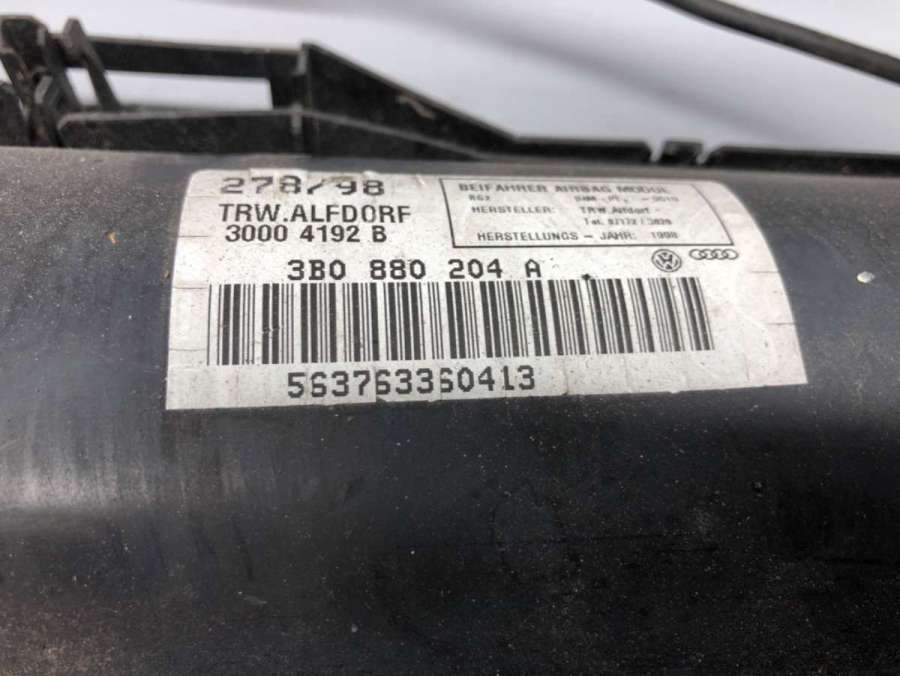 278/98
TRW.ALFDORF
3000 4192 B
BEIFAHRER AIRBAG MODUL
HERSTELLER: TRW.Alfdorf
HERSTELLUNGS - JAHR: 1998
3B0 880 204 A
563763360413